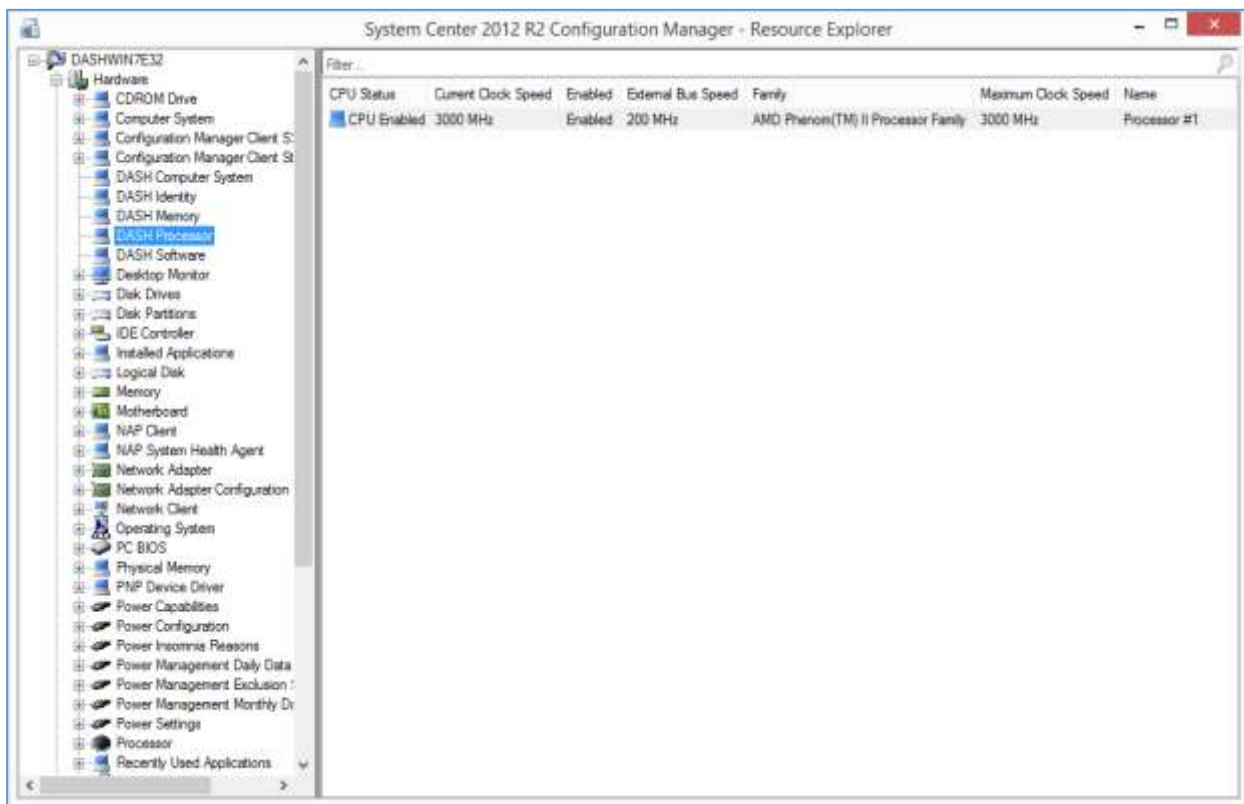 System Center 2012 R2 Configuration Manager - Resource Explorer
DASHWIN7E32
Hardware
CDROM Drive
Computer System
Configuration Manager Client S
Configuration Manager Client St
DASH Computer System
DASH Identity
DASH Memory
DASH Processor
DASH Software
Desktop Monitor
Disk Drives
Disk Partitions
IDE Controller
Installed Applications
Logical Disk
Memory
Motherboard
NAP Client
NAP System Health Agent
Network Adapter
Network Adapter Configuration
Network Client
Operating System
PC BIOS
Physical Memory
PNP Device Driver
Power Capabilities
Power Configuration
Power Insomnia Reasons
Power Management Daily Data
Power Management Exclusion
Power Management Monthly Da
Power Settings
Processor
Recently Used Applications
Filter...
CPU Status Current Clock Speed Enabled External Bus Speed Family Maximum Clock Speed Name
CPU Enabled 3000 MHz Enabled 200 MHz AMD Phenom(TM) II Processor Family 3000 MHz Processor #1